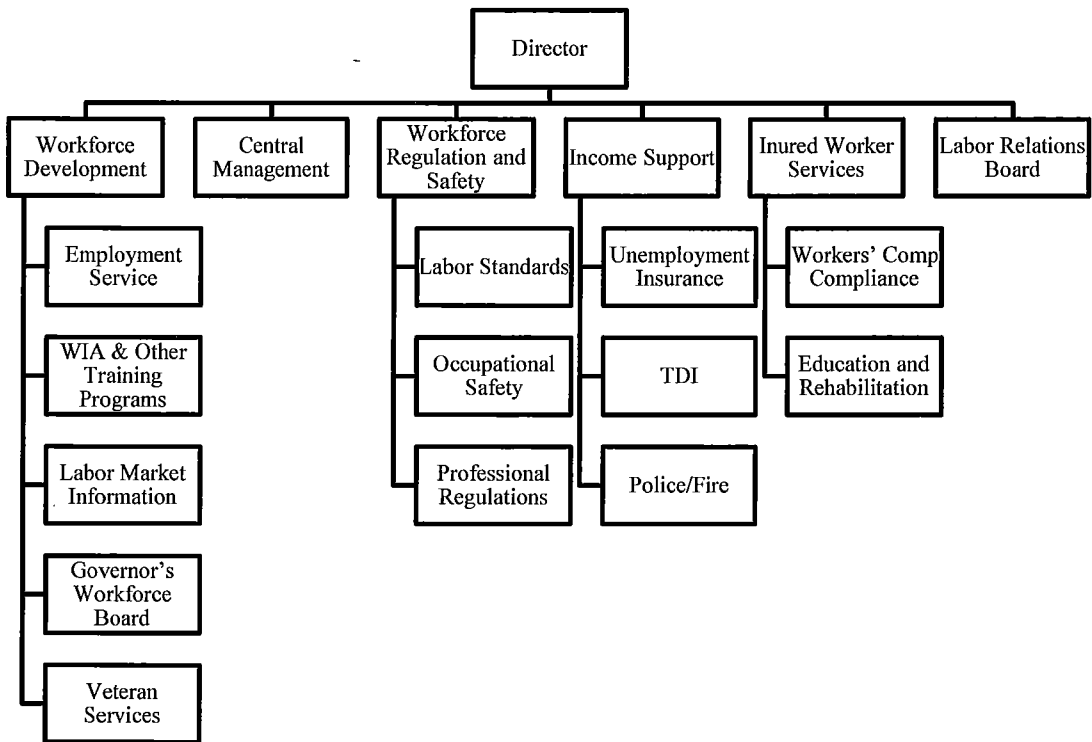 Director
Workforce
Development
Central
Management
Workforce
Regulation and
Safety
Income Support
Inured Worker
Services
Labor Relations
Board
Employment
Service
WIA & Other
Training
Programs
Labor Market
Information
Governor's
Workforce
Board
Veteran
Services
Labor Standards
Occupational
Safety
Professional
Regulations
Unemployment
Insurance
TDI
Police/Fire
Workers' Comp
Compliance
Education and
Rehabilitation